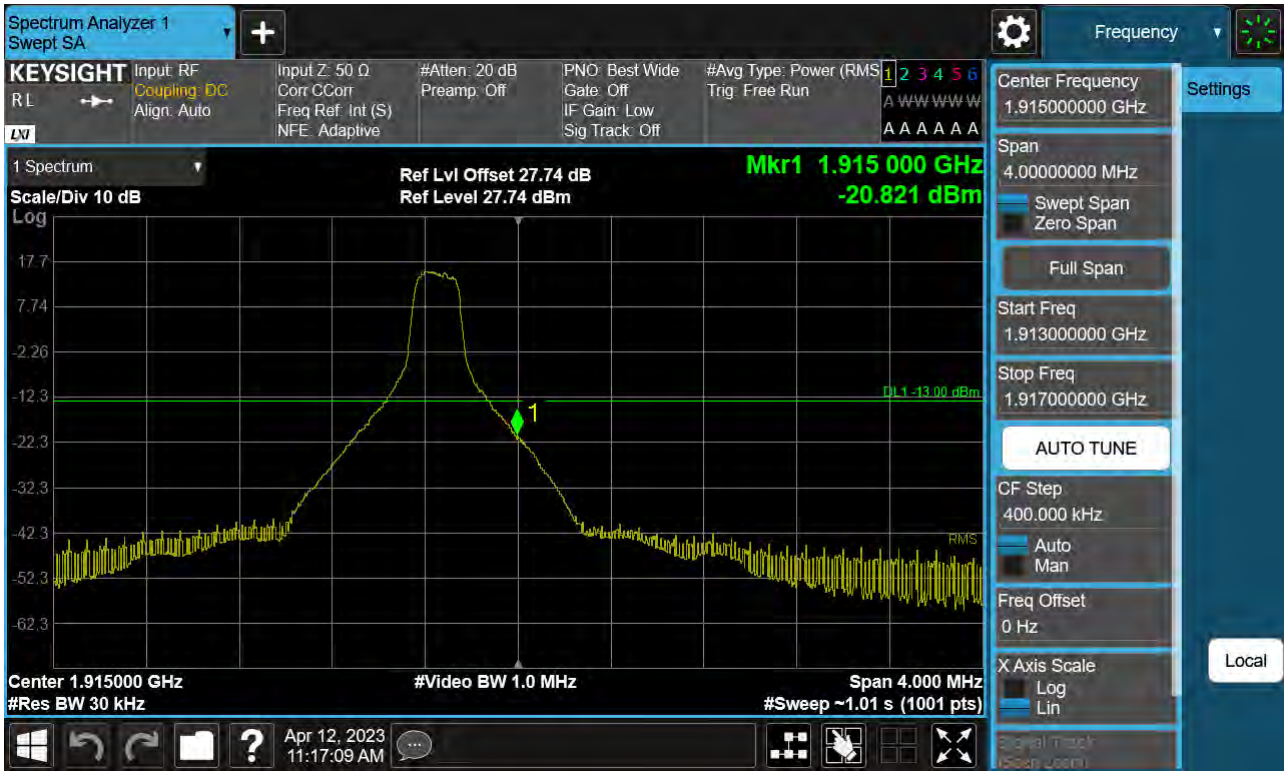 Spectrum Analyzer 1
Swept SA
+
Frequency
KEYSIGHT
RL
LXI
Input: RF
Coupling: DC
Align: Auto
Input Z: 50 Ω
Corr CCorr
Freq Ref: Int (S)
NFE: Adaptive
#Atten: 20 dB
Preamp: Off
PNO: Best Wide
Gate: Off
IF Gain: Low
Sig Track: Off
#Avg Type: Power (RMS
Trig: Free Run
1 2 3 4 5 6
A W W W W W
A A A A A A
1 Spectrum
Scale/Div 10 dB
Log
Ref Lvl Offset 27.74 dB
Ref Level 27.74 dBm
Mkr1 1.915 000 GHz
-20.821 dBm
17.7
7.74
-2.26
-12.3
-22.3
-32.3
-42.3
-52.3
-62.3
DL1 -13.00 dBm
1
RMS
Center 1.915000 GHz
#Res BW 30 kHz
#Video BW 1.0 MHz
Span 4.000 MHz
#Sweep ~1.01 s (1001 pts)
Center Frequency
1.915000000 GHz
Span
4.00000000 MHz
Swept Span
Zero Span
Full Span
Start Freq
1.913000000 GHz
Stop Freq
1.917000000 GHz
AUTO TUNE
CF Step
400.000 kHz
Auto
Man
Freq Offset
0 Hz
X Axis Scale
Log
Lin
Signal Track
(Span Zoom)
Settings
Local
?
Apr 12, 2023
11:17:09 AM